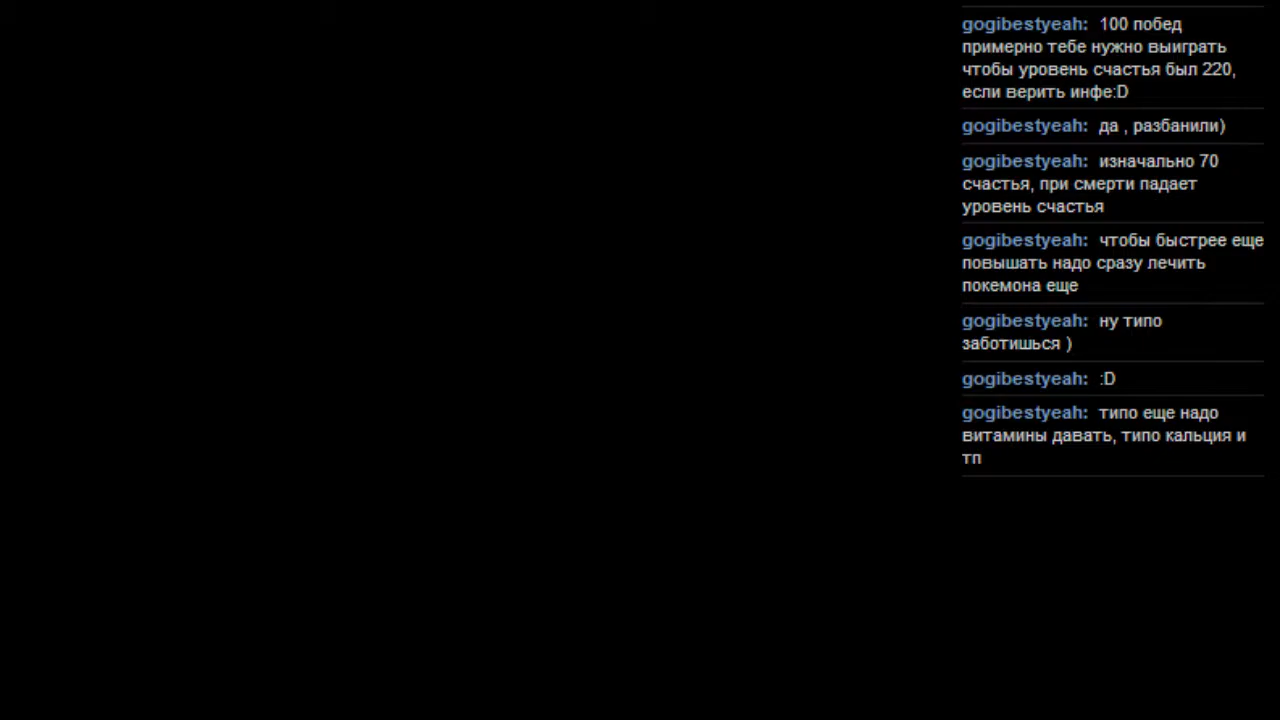 gogibestyeah: 100 побед
примерно тебе нужно выиграть
чтобы уровень счастья был 220,
если верить инфе:D
gogibestyeah: да , разбанили)
gogibestyeah: изначально 70
счастья, при смерти падает
уровень счастья
gogibestyeah: чтобы быстрее еще
повышать надо сразу лечить
покемона еще
gogibestyeah: ну типо
заботишься )
gogibestyeah: :D
gogibestyeah: типо еще надо
витамины давать, типо кальция и
тп